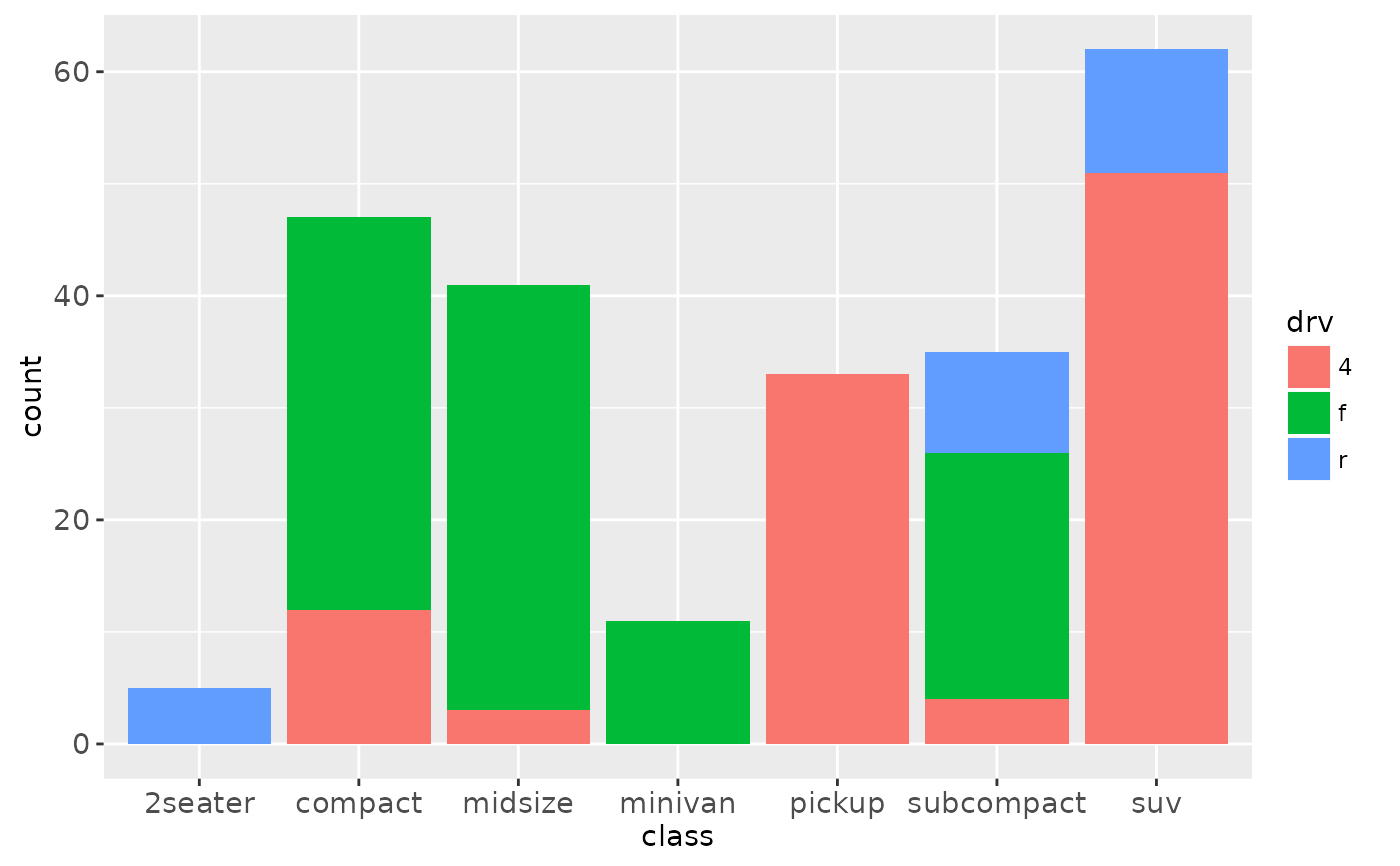 60
40
20
0
count
2seater compact midsize minivan pickup subcompact suv
class
drv
4
f
r